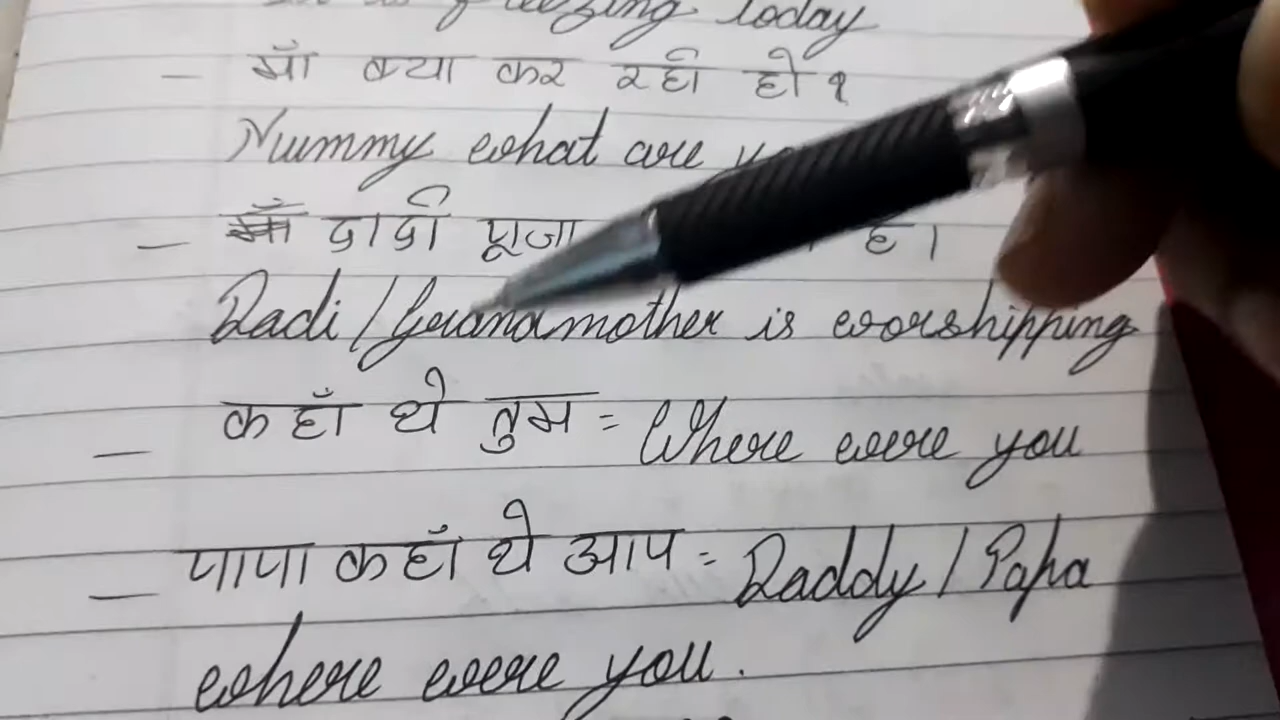 freezing today
– माँ क्या कर रही हो?
Mummy what are
– दादी पूजा है।
Dadi / Grandmother is worshipping
– कहाँ थे तुम = Where were you
– पापा कहाँ थे आप = Daddy / Papa
where were you.